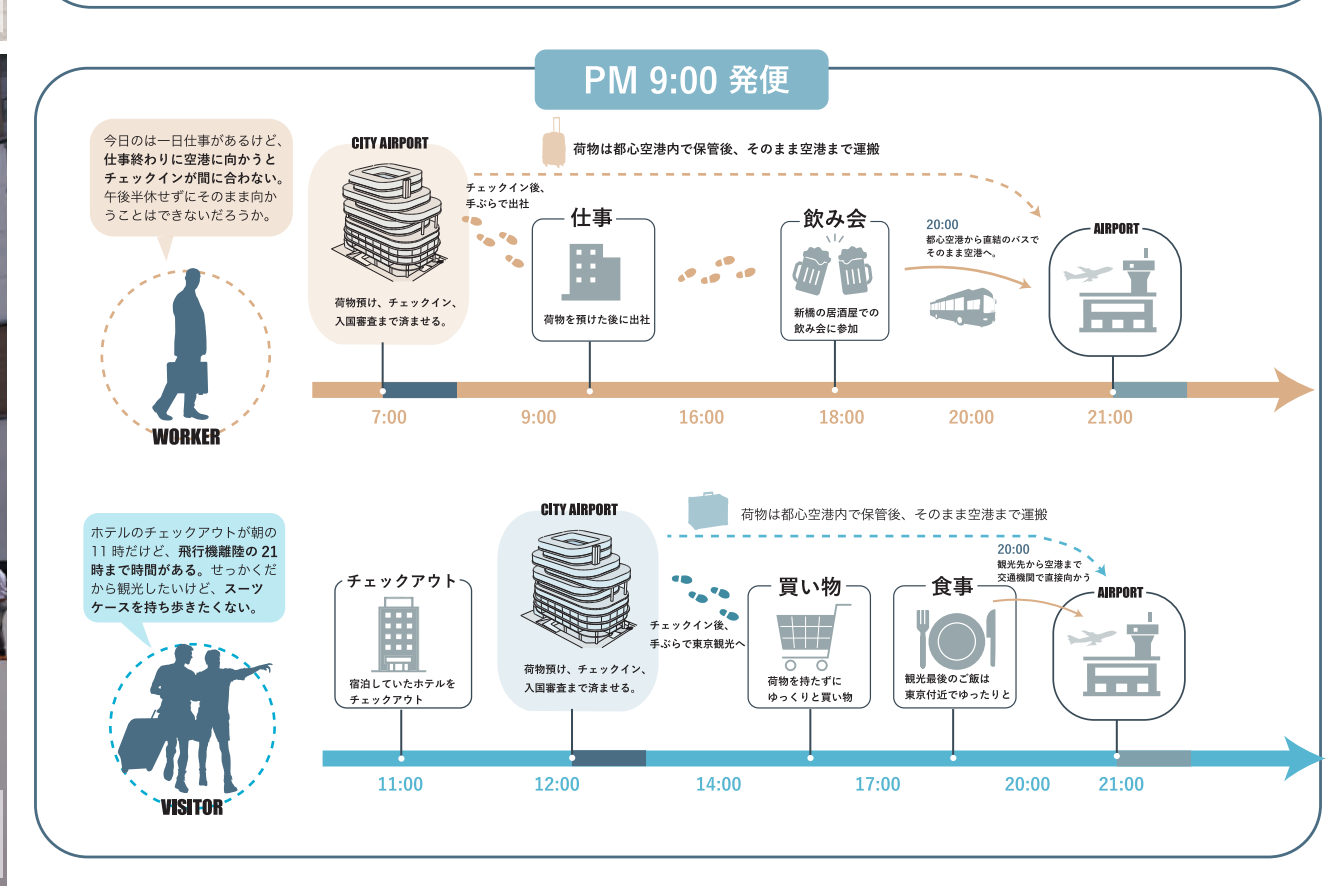 PM 9:00 発便
今日のは一日仕事があるけど、
仕事終わりに空港に向かうと
チェックインが間に合わない。
午後半休せずにそのまま向か
うことはできないだろうか。
WORKER
CITY AIRPORT
荷物預け、チェックイン、
入国審査まで済ませる。
荷物は都心空港内で保管後、そのまま空港まで運搬
チェックイン後、
手ぶらで出社
仕事
荷物を預けた後に出社
飲み会
新橋の居酒屋での
飲み会に参加
20:00
都心空港から直結のバスで
そのまま空港へ。
AIRPORT
7:00
9:00
16:00
18:00
20:00
21:00
ホテルのチェックアウトが朝の
11 時だけど、飛行機離陸の 21
時まで時間がある。せっかくだ
から観光したいけど、スーツ
ケースを持ち歩きたくない。
VISITOR
チェックアウト
宿泊していたホテルを
チェックアウト
CITY AIRPORT
荷物預け、チェックイン、
入国審査まで済ませる。
荷物は都心空港内で保管後、そのまま空港まで運搬
チェックイン後、
手ぶらで東京観光へ
買い物
荷物を持たずに
ゆっくりと買い物
食事
観光最後のご飯は
東京付近でゆったりと
20:00
観光先から空港まで
交通機関で直接向かう
AIRPORT
11:00
12:00
14:00
17:00
20:00
21:00